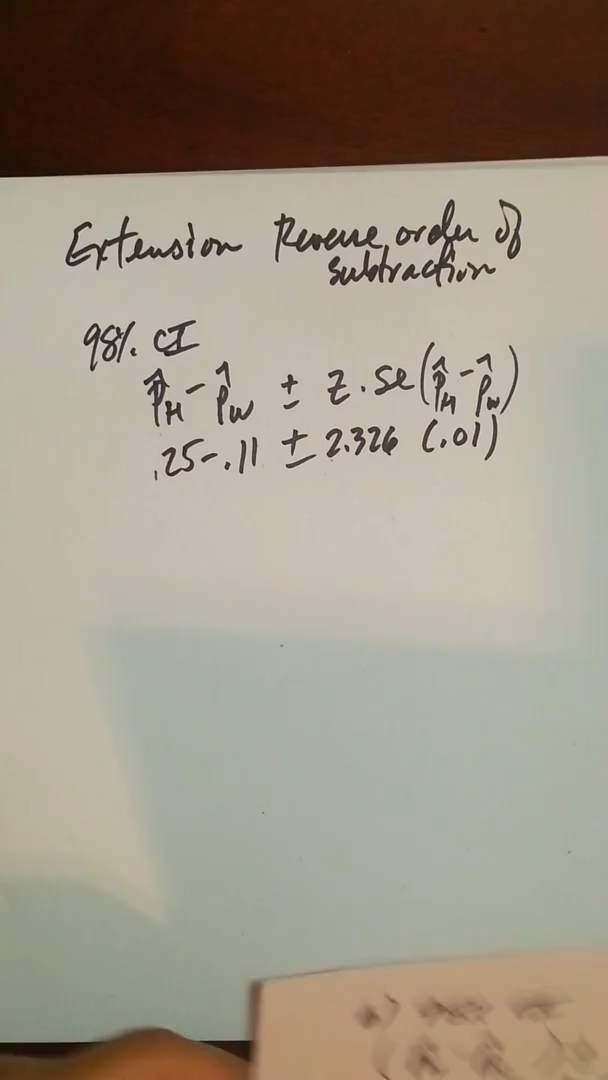 Extension Reverse order of
subtraction
98% CI
p̂H - p̂W ± Z · se(p̂H - p̂W)
.25-.11 ± 2.326 (.01)
a)